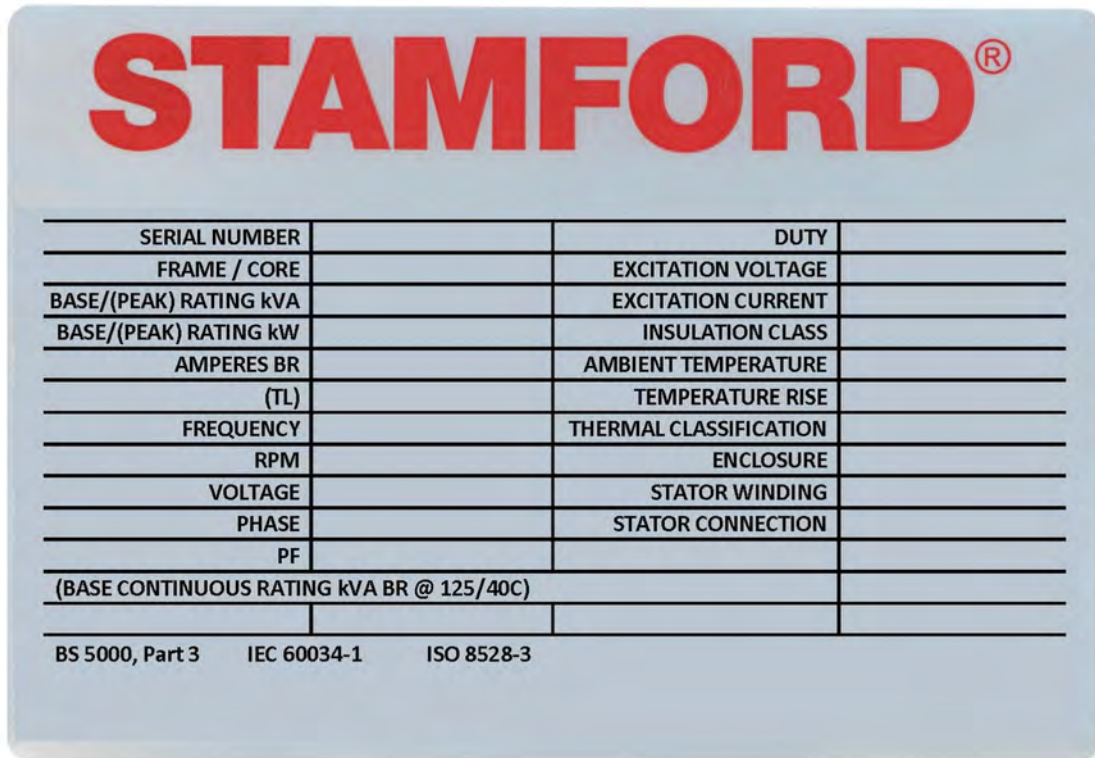 STAMFORD®
SERIAL NUMBER DUTY
FRAME / CORE EXCITATION VOLTAGE
BASE/(PEAK) RATING kVA EXCITATION CURRENT
BASE/(PEAK) RATING kW INSULATION CLASS
AMPERES BR AMBIENT TEMPERATURE
(TL) TEMPERATURE RISE
FREQUENCY THERMAL CLASSIFICATION
RPM ENCLOSURE
VOLTAGE STATOR WINDING
PHASE STATOR CONNECTION
PF
(BASE CONTINUOUS RATING kVA BR @ 125/40C)
BS 5000, Part 3 IEC 60034-1 ISO 8528-3